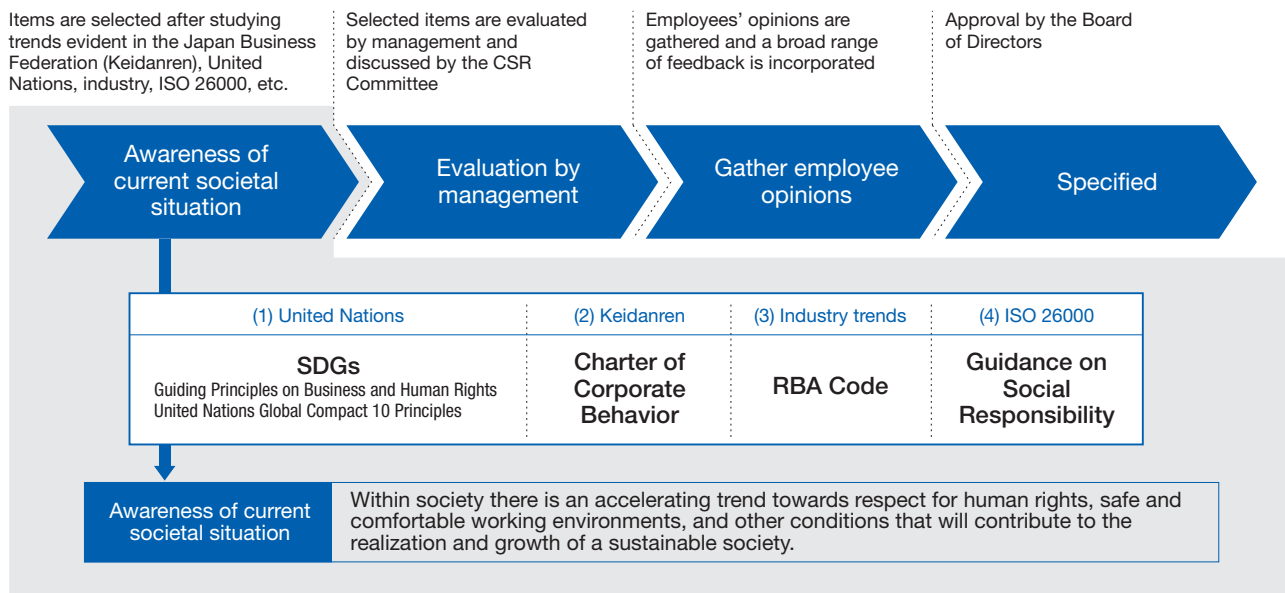 Items are selected after studying
trends evident in the Japan Business
Federation (Keidanren), United
Nations, industry, ISO 26000, etc.
Selected items are evaluated
by management and
discussed by the CSR
Committee
Employees’ opinions are
gathered and a broad range
of feedback is incorporated
Approval by the Board
of Directors
Awareness of
current societal
situation
Evaluation by
management
Gather employee
opinions
Specified
(1) United Nations
SDGs
Guiding Principles on Business and Human Rights
United Nations Global Compact 10 Principles
(2) Keidanren
Charter of
Corporate
Behavior
(3) Industry trends
RBA Code
(4) ISO 26000
Guidance on
Social
Responsibility
Awareness of current
societal situation
Within society there is an accelerating trend towards respect for human rights, safe and
comfortable working environments, and other conditions that will contribute to the
realization and growth of a sustainable society.